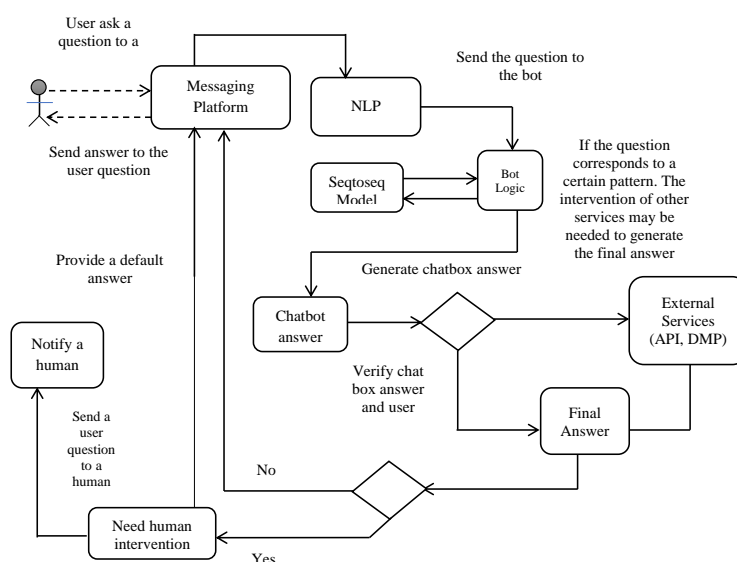 User ask a
question to a
Messaging
Platform
Send the question to
the bot
NLP
Send answer to the
user question
If the question
corresponds to a
certain pattern. The
intervention of other
services may be
needed to generate
the final answer
Seqtoseq
Model
Bot
Logic
Provide a default
answer
Generate chatbox answer
Chatbot
answer
External
Services
(API, DMP)
Notify a
human
Verify chat
box answer
and user
Final
Answer
Send a
user
question
to a
human
No
Need human
intervention
Yes